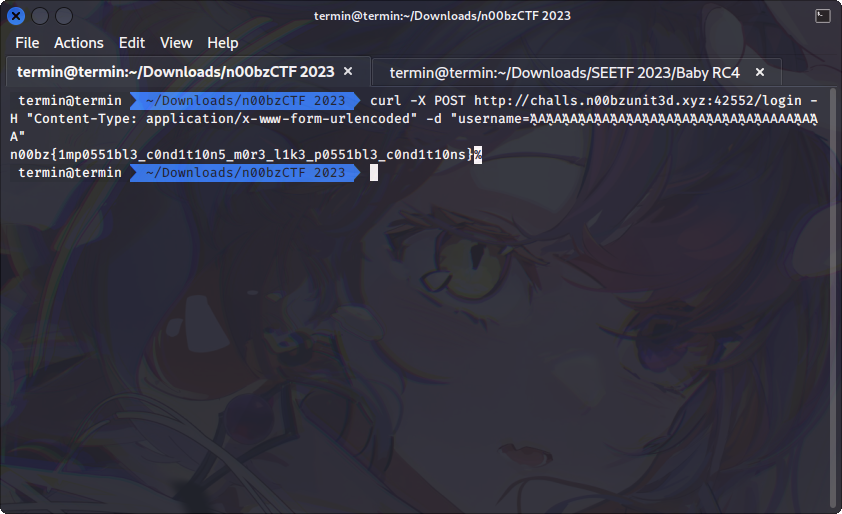 termin@termin:~/Downloads/n00bzCTF 2023
File Actions Edit View Help
termin@termin:~/Downloads/n00bzCTF 2023 × termin@termin:~/Downloads/SEETF 2023/Baby RC4 ×
termin@termin ~/Downloads/n00bzCTF 2023 curl -X POST http://challs.n00bzunit3d.xyz:42552/login -
H "Content-Type: application/x-www-form-urlencoded" -d "username=
A"
n00bz{1mp0551bl3_c0nd1t10n5_m0r3_l1k3_p0551bl3_c0nd1t10ns}%
termin@termin ~/Downloads/n00bzCTF 2023